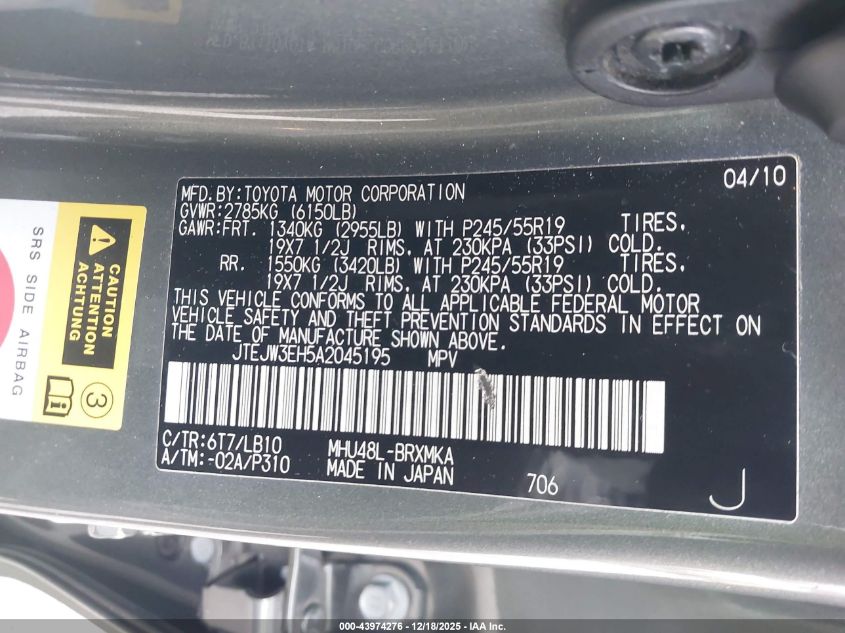 04/10
MFD.BY:TOYOTA MOTOR CORPORATION
GVWR:2785KG (6150LB)
GAWR:FRT. 1340KG (2955LB) WITH P245/55R19 TIRES.
19X7 1/2J RIMS. AT 230KPA (33PSI) COLD.
RR. 1550KG (3420LB) WITH P245/55R19 TIRES.
19X7 1/2J RIMS. AT 230KPA (33PSI) COLD.
THIS VEHICLE CONFORMS TO ALL APPLICABLE FEDERAL MOTOR
VEHICLE SAFETY AND THEFT PREVENTION STANDARDS IN EFFECT ON
THE DATE OF MANUFACTURE SHOWN ABOVE.
JTEJW3EH5A2045195 MPV
C/TR:6T7/LB10 MHU48L-BRXMKA
A/TM:-02A/P310 MADE IN JAPAN
706
J
SRS SIDE AIRBAG
CAUTION
ATTENTION
ACHTUNG
3
000-43974276 - 12/18/2025 - IAA Inc.